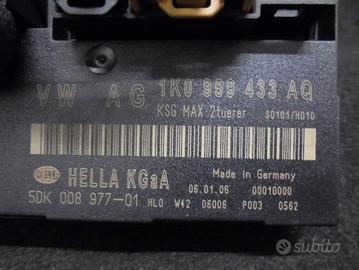 VW AG 1K0 959 433 AQ
KSG MAX 2tuerer S0101/H010
HELLA HELLA KGaA Made in Germany
06.01.06 00010000
5DK 008 977-01 HL0 W42 06006 P003 0562
subito